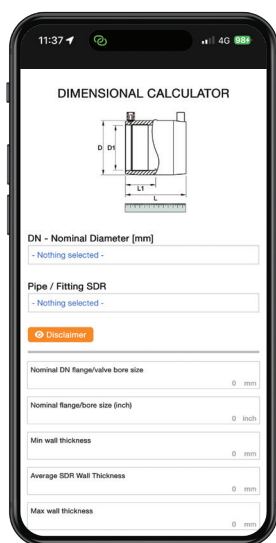 11:37
4G 98
DIMENSIONAL CALCULATOR
D D1
L1
L
DN - Nominal Diameter [mm]
- Nothing selected -
Pipe / Fitting SDR
- Nothing selected -
Disclaimer
Nominal DN flange/valve bore size
0 mm
Nominal flange/bore size (inch)
0 inch
Min wall thickness
0 mm
Average SDR Wall Thickness
0 mm
Max wall thickness
0 mm